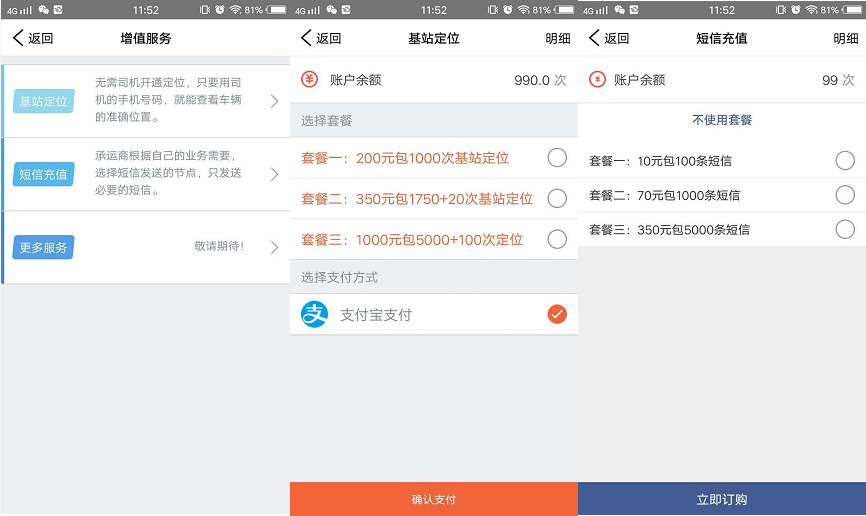 4G 11:52 81%
返回 增值服务
基站定位
无需司机开通定位，只要用司
机的手机号码，就能查看车辆
的准确位置。
短信充值
承运商根据自己的业务需要，
选择短信发送的节点，只发送
必要的短信。
更多服务
敬请期待！
4G 11:52 81%
返回 基站定位 明细
账户余额 990.0 次
选择套餐
套餐一：200元包1000次基站定位
套餐二：350元包1750+20次基站定位
套餐三：1000元包5000+100次定位
选择支付方式
支 支付宝支付
确认支付
4G 11:52 81%
返回 短信充值 明细
账户余额 99 次
不使用套餐
套餐一：10元包100条短信
套餐二：70元包1000条短信
套餐三：350元包5000条短信
立即订购